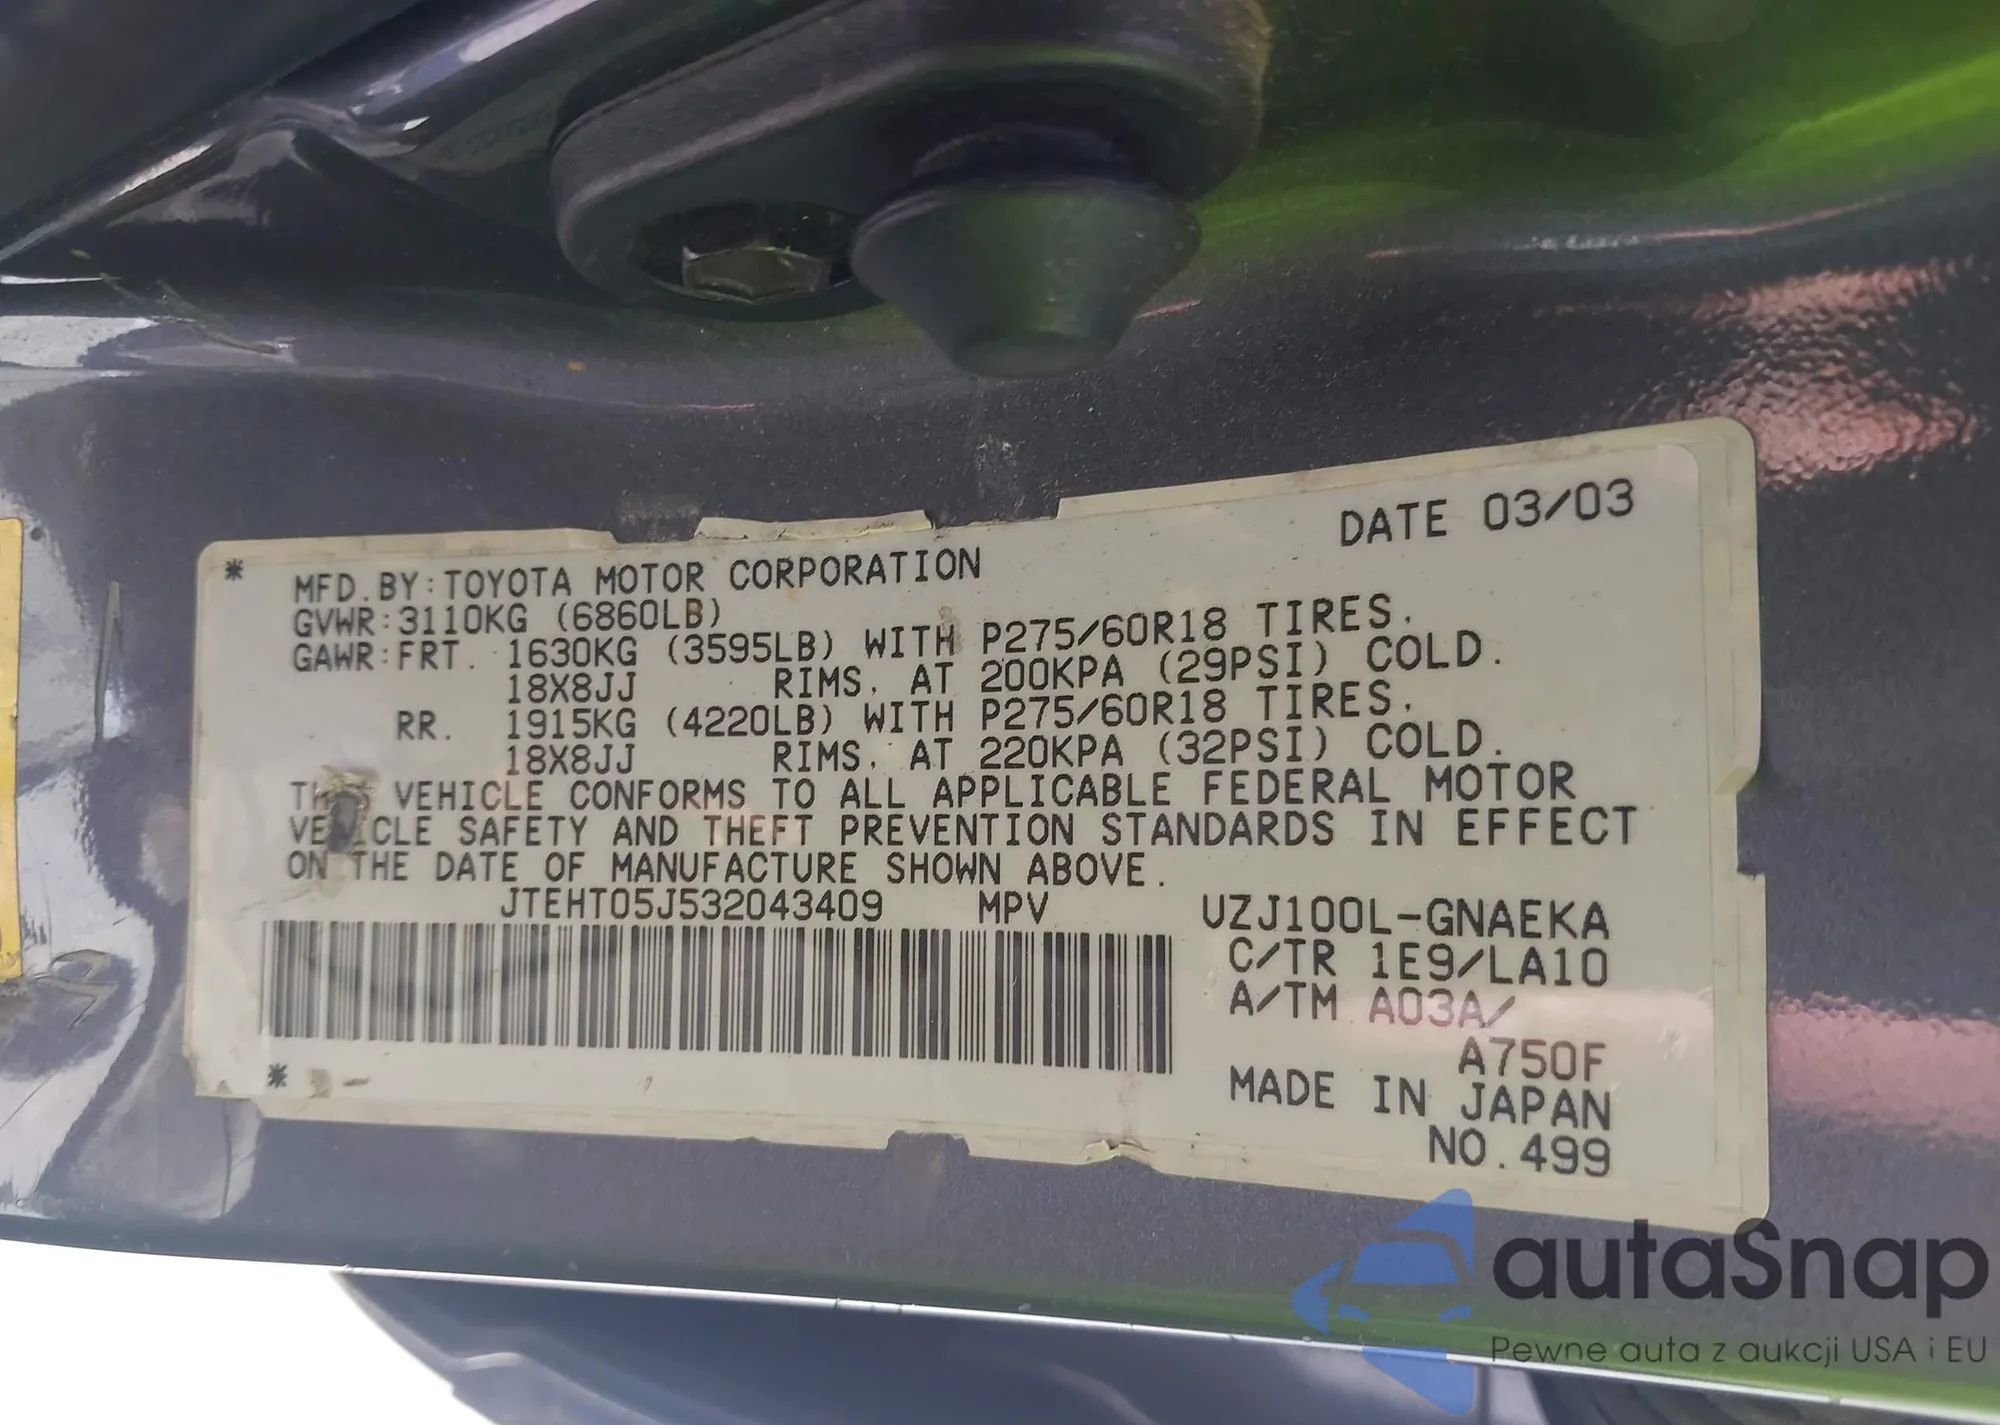 DATE 03/03
* MFD.BY:TOYOTA MOTOR CORPORATION
GVWR:3110KG (6860LB)
GAWR:FRT. 1630KG (3595LB) WITH P275/60R18 TIRES.
18X8JJ RIMS, AT 200KPA (29PSI) COLD.
RR. 1915KG (4220LB) WITH P275/60R18 TIRES.
18X8JJ RIMS, AT 220KPA (32PSI) COLD.
THIS VEHICLE CONFORMS TO ALL APPLICABLE FEDERAL MOTOR
VEHICLE SAFETY AND THEFT PREVENTION STANDARDS IN EFFECT
ON THE DATE OF MANUFACTURE SHOWN ABOVE.
JTEHT05J532043409 MPV UZJ100L-GNAEKA
C/TR 1E9/LA10
A/TM A03A/
A750F
* MADE IN JAPAN
NO.499
autaSnap
Pewne auta z aukcji USA i EU